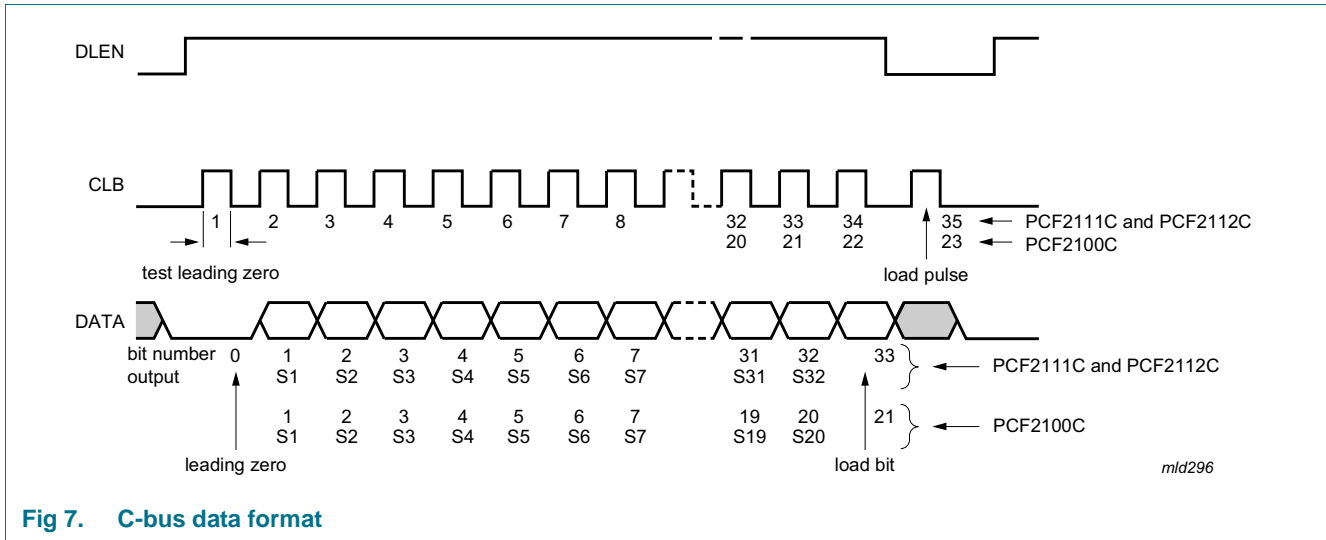 DLEN
CLB
1 2 3 4 5 6 7 8 32 33 34 35 PCF2111C and PCF2112C
20 21 22 23 PCF2100C
test leading zero load pulse
DATA
bit number 0 1 2 3 4 5 6 7 31 32 33
output S1 S2 S3 S4 S5 S6 S7 S31 S32 PCF2111C and PCF2112C
1 2 3 4 5 6 7 19 20 21
S1 S2 S3 S4 S5 S6 S7 S19 S20 PCF2100C
leading zero load bit
mld296
Fig 7. C-bus data format